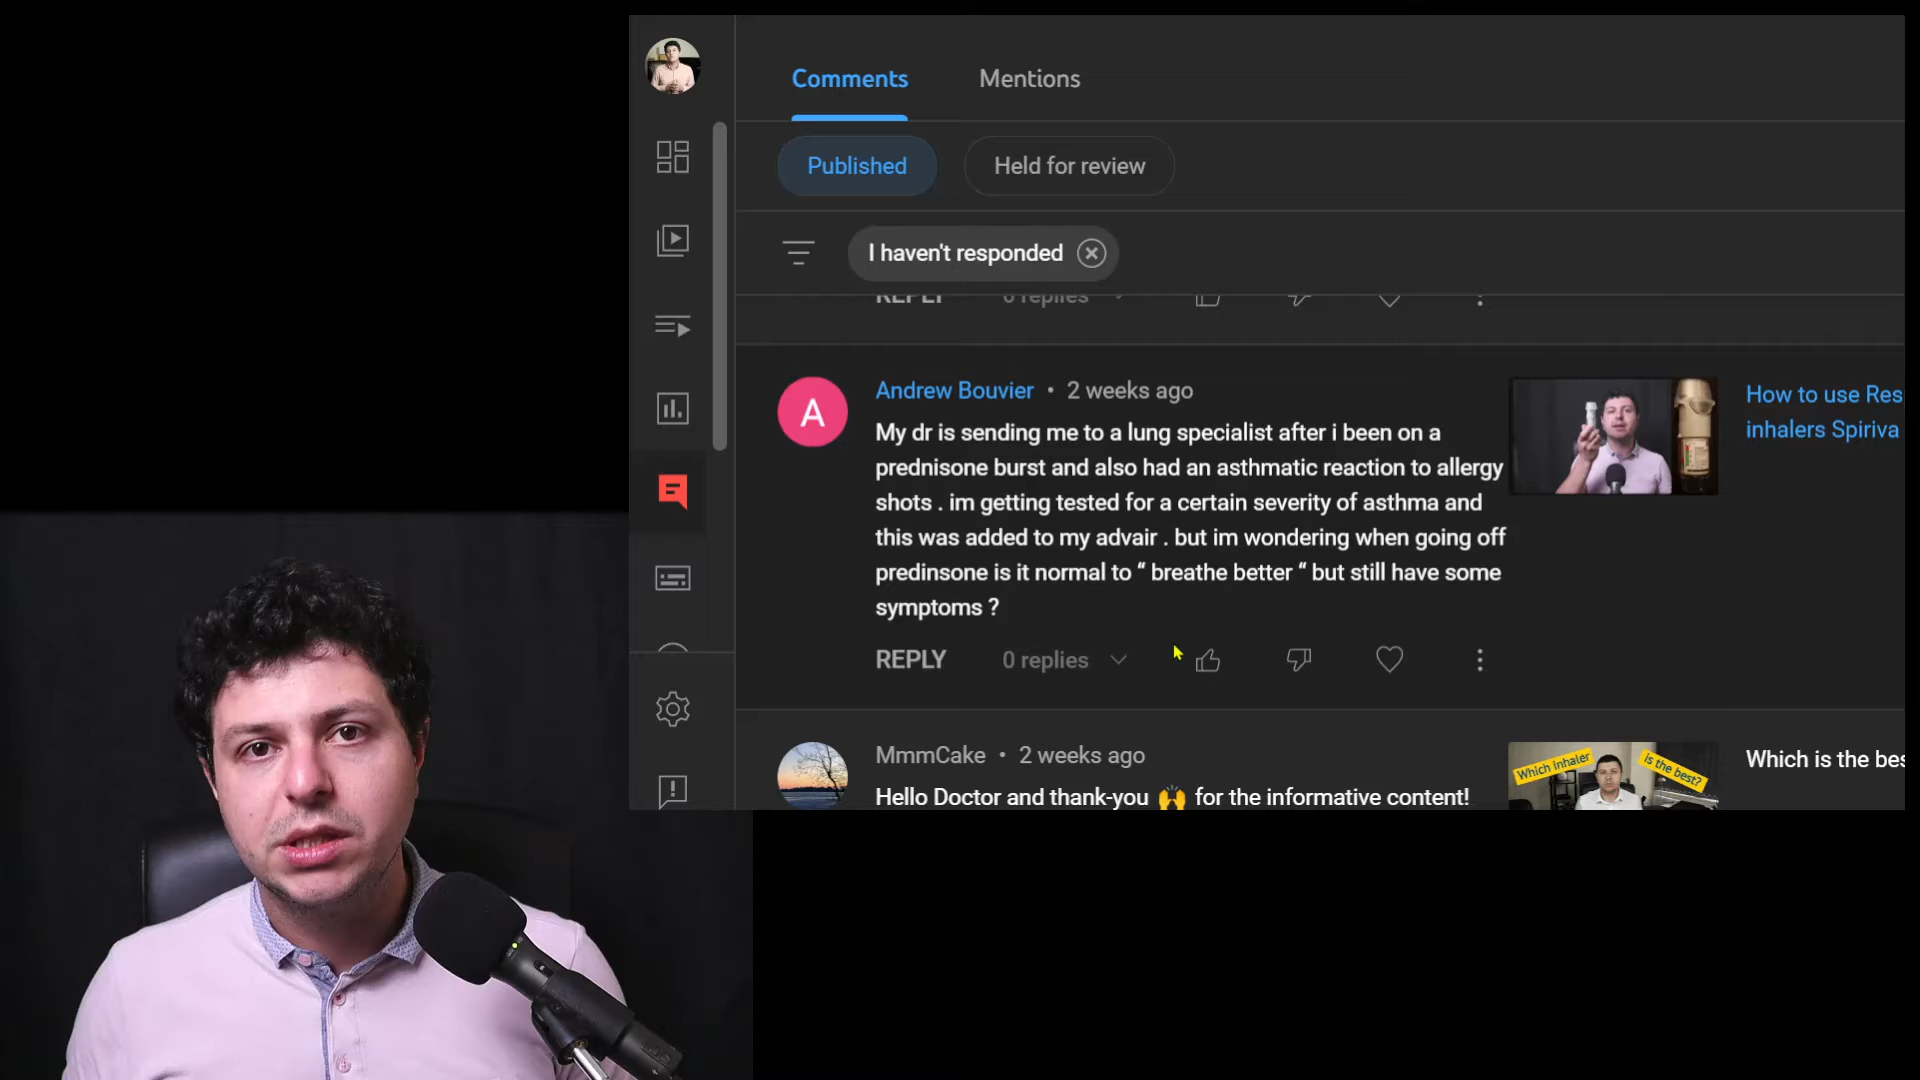 Comments Mentions
Published Held for review
I haven't responded
REPLY 0 replies
A
Andrew Bouvier • 2 weeks ago
My dr is sending me to a lung specialist after i been on a
prednisone burst and also had an asthmatic reaction to allergy
shots . im getting tested for a certain severity of asthma and
this was added to my advair . but im wondering when going off
predinsone is it normal to “ breathe better “ but still have some
symptoms ?
How to use Res
inhalers Spiriva
REPLY 0 replies
MmmCake • 2 weeks ago
Hello Doctor and thank-you 🙌 for the informative content!
Which inhaler
is the best?
Which is the bes